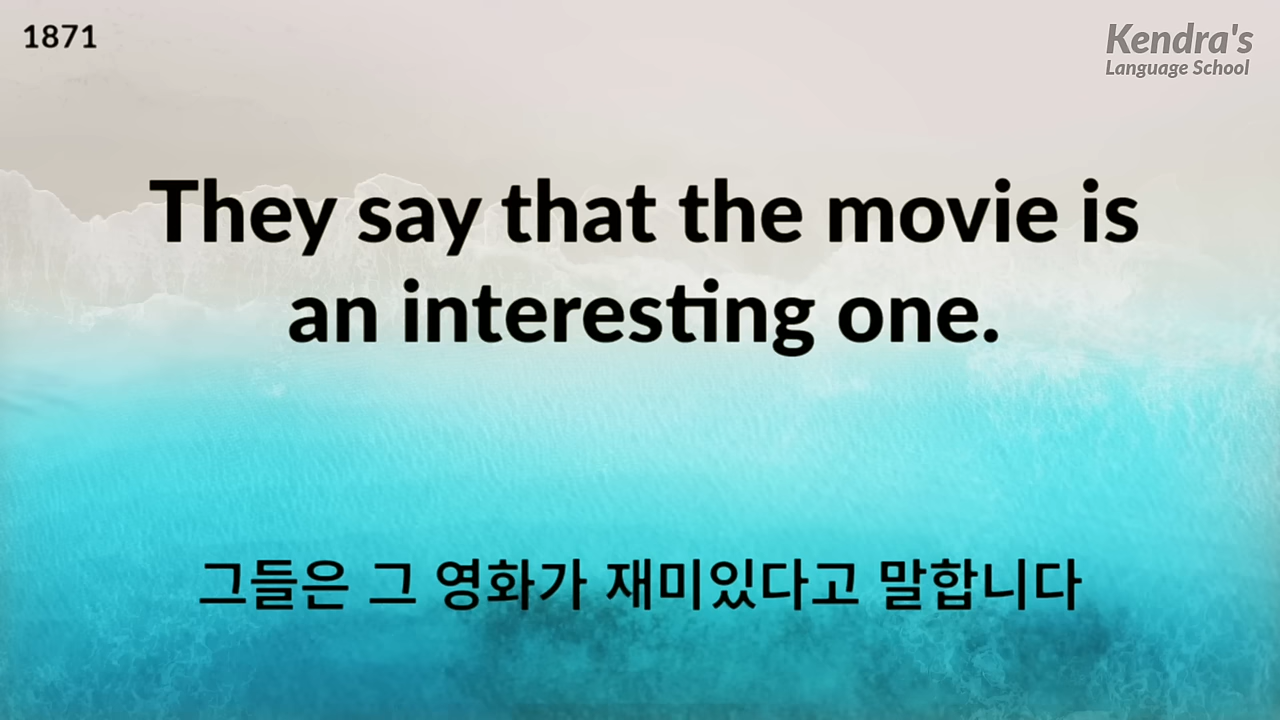 1871
Kendra's
Language School
They say that the movie is
an interesting one.
그들은 그 영화가 재미있다고 말합니다